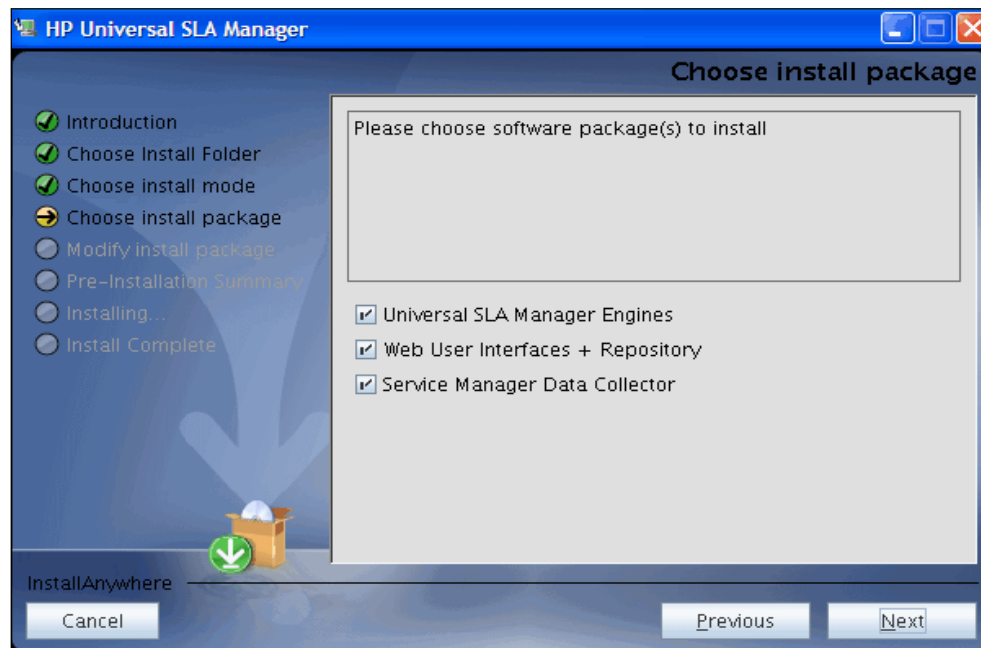 HP Universal SLA Manager
Choose install package
Introduction
Choose Install Folder
Choose install mode
Choose install package
Modify install package
Pre-Installation Summary
Installing...
Install Complete
Please choose software package(s) to install
Universal SLA Manager Engines
Web User Interfaces + Repository
Service Manager Data Collector
InstallAnywhere
Cancel
Previous
Next